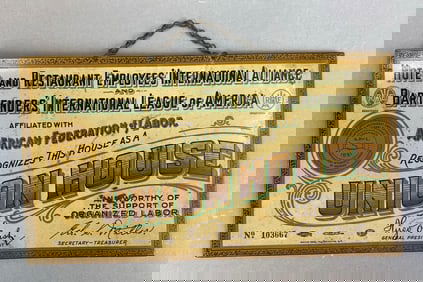 HOTEL AND RESTAURANT EMPLOYEES INTERNATIONAL ALLIANCE
AND
BARTENDERS INTERNATIONAL LEAGUE OF AMERICA
AFFILIATED WITH
AMERICAN FEDERATION OF LABOR
RECOGNIZES THIS HOUSE AS A
UNION HOUSE
WORTHY OF
THE SUPPORT OF
ORGANIZED LABOR
No 103667
SECRETARY-TREASURER
GENERAL PRESIDENT